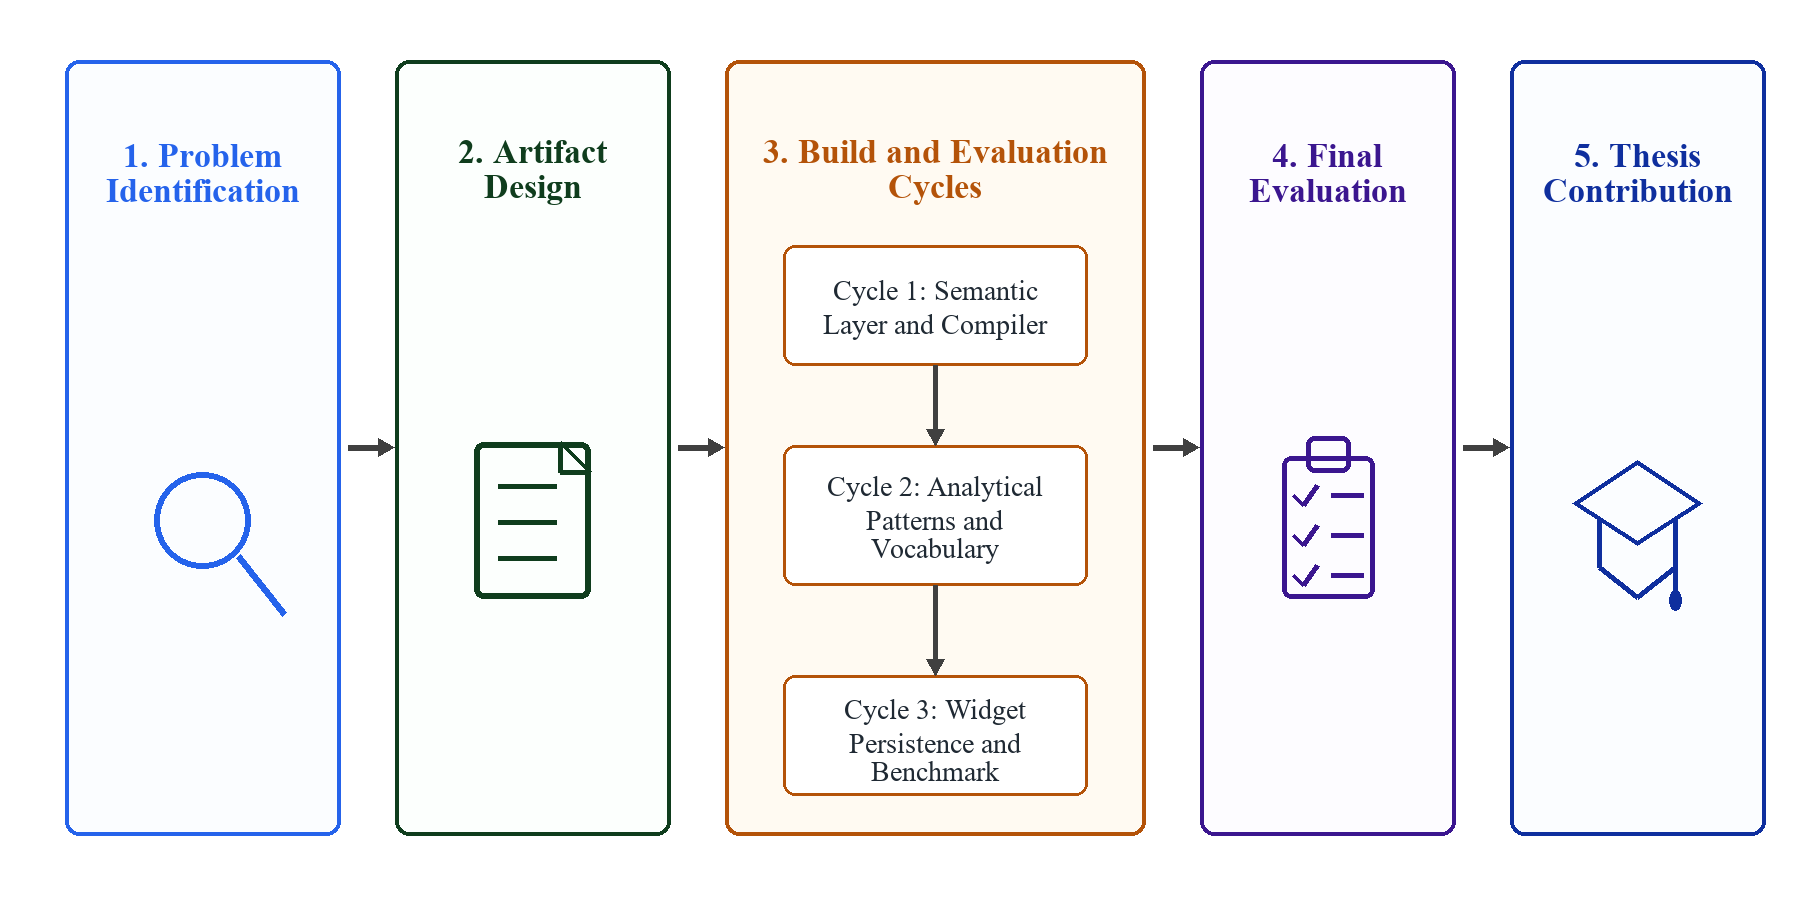 1. Problem
Identification
2. Artifact
Design
3. Build and Evaluation
Cycles
Cycle 1: Semantic
Layer and Compiler
Cycle 2: Analytical
Patterns and
Vocabulary
Cycle 3: Widget
Persistence and
Benchmark
4. Final
Evaluation
5. Thesis
Contribution